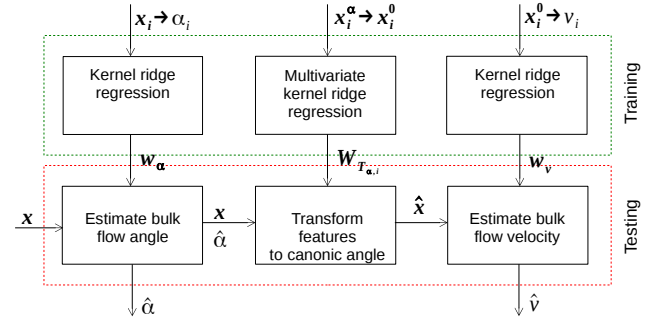 x_i → α_i
x_i^α → x_i^0
x_i^0 → v_i
Kernel ridge
regression
Multivariate
kernel ridge
regression
Kernel ridge
regression
Training
w_α
W_{T_{α,i}}
w_v
x
Estimate bulk
flow angle
x
α̂
Transform
features
to canonic angle
x̂
Estimate bulk
flow velocity
Testing
α̂
v̂